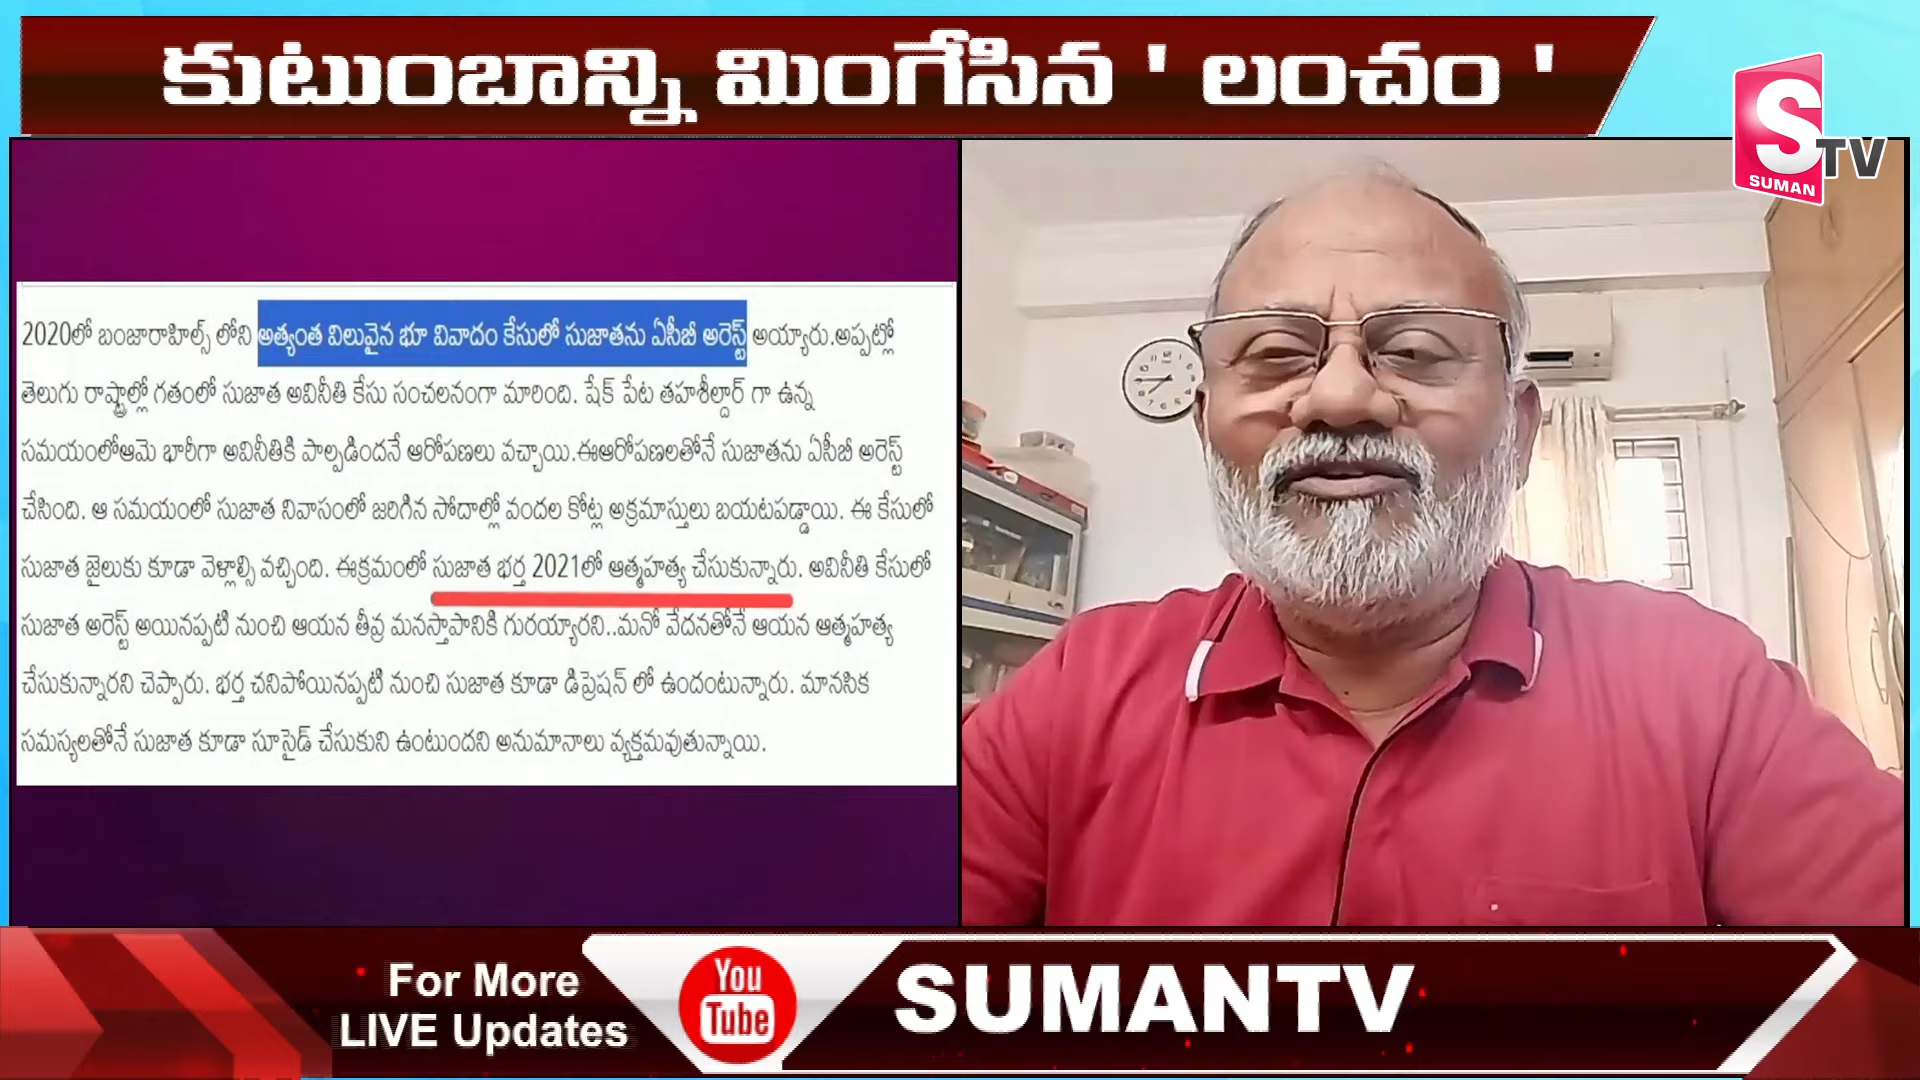 కుటుంబాన్ని మింగేసిన ' లంచం '
S TV
SUMAN
2020లో బంజారాహిల్స్ లోని అత్యంత విలువైన భూ వివాదం కేసులో సుజాతను ఏసీబీ అరెస్ట్ అయ్యారు.అప్పట్లో
తెలుగు రాష్ట్రాల్లో గతంలో సుజాత అవినీతి కేసు సంచలనంగా మారింది. షేక్ పేట తహశీల్దార్ గా ఉన్న
సమయంలోఆమె భారీగా అవినీతికి పాల్పడిందనే ఆరోపణలు వచ్చాయి.ఈఆరోపణలతోనే సుజాతను ఏసీబీ అరెస్ట్
చేసింది. ఆ సమయంలో సుజాత నివాసంలో జరిగిన సోదాల్లో వందల కోట్ల అక్రమాస్తులు బయటపడ్డాయి. ఈ కేసులో
సుజాత జైలుకు కూడా వెళ్లాల్సి వచ్చింది. ఈక్రమంలో సుజాత భర్త 2021లో ఆత్మహత్య చేసుకున్నారు. అవినీతి కేసులో
సుజాత అరెస్ట్ అయినప్పటి నుంచి ఆయన తీవ్ర మనస్తాపానికి గురయ్యారని..మనో వేదనతోనే ఆయన ఆత్మహత్య
చేసుకున్నారని చెప్పారు. భర్త చనిపోయినప్పటి నుంచి సుజాత కూడా డిప్రెషన్ లో ఉందంటున్నారు. మానసిక
సమస్యలతోనే సుజాత కూడా సూసైడ్ చేసుకుని ఉంటుందని అనుమానాలు వ్యక్తమవుతున్నాయి.
For More
LIVE Updates
You
Tube
SUMANTV